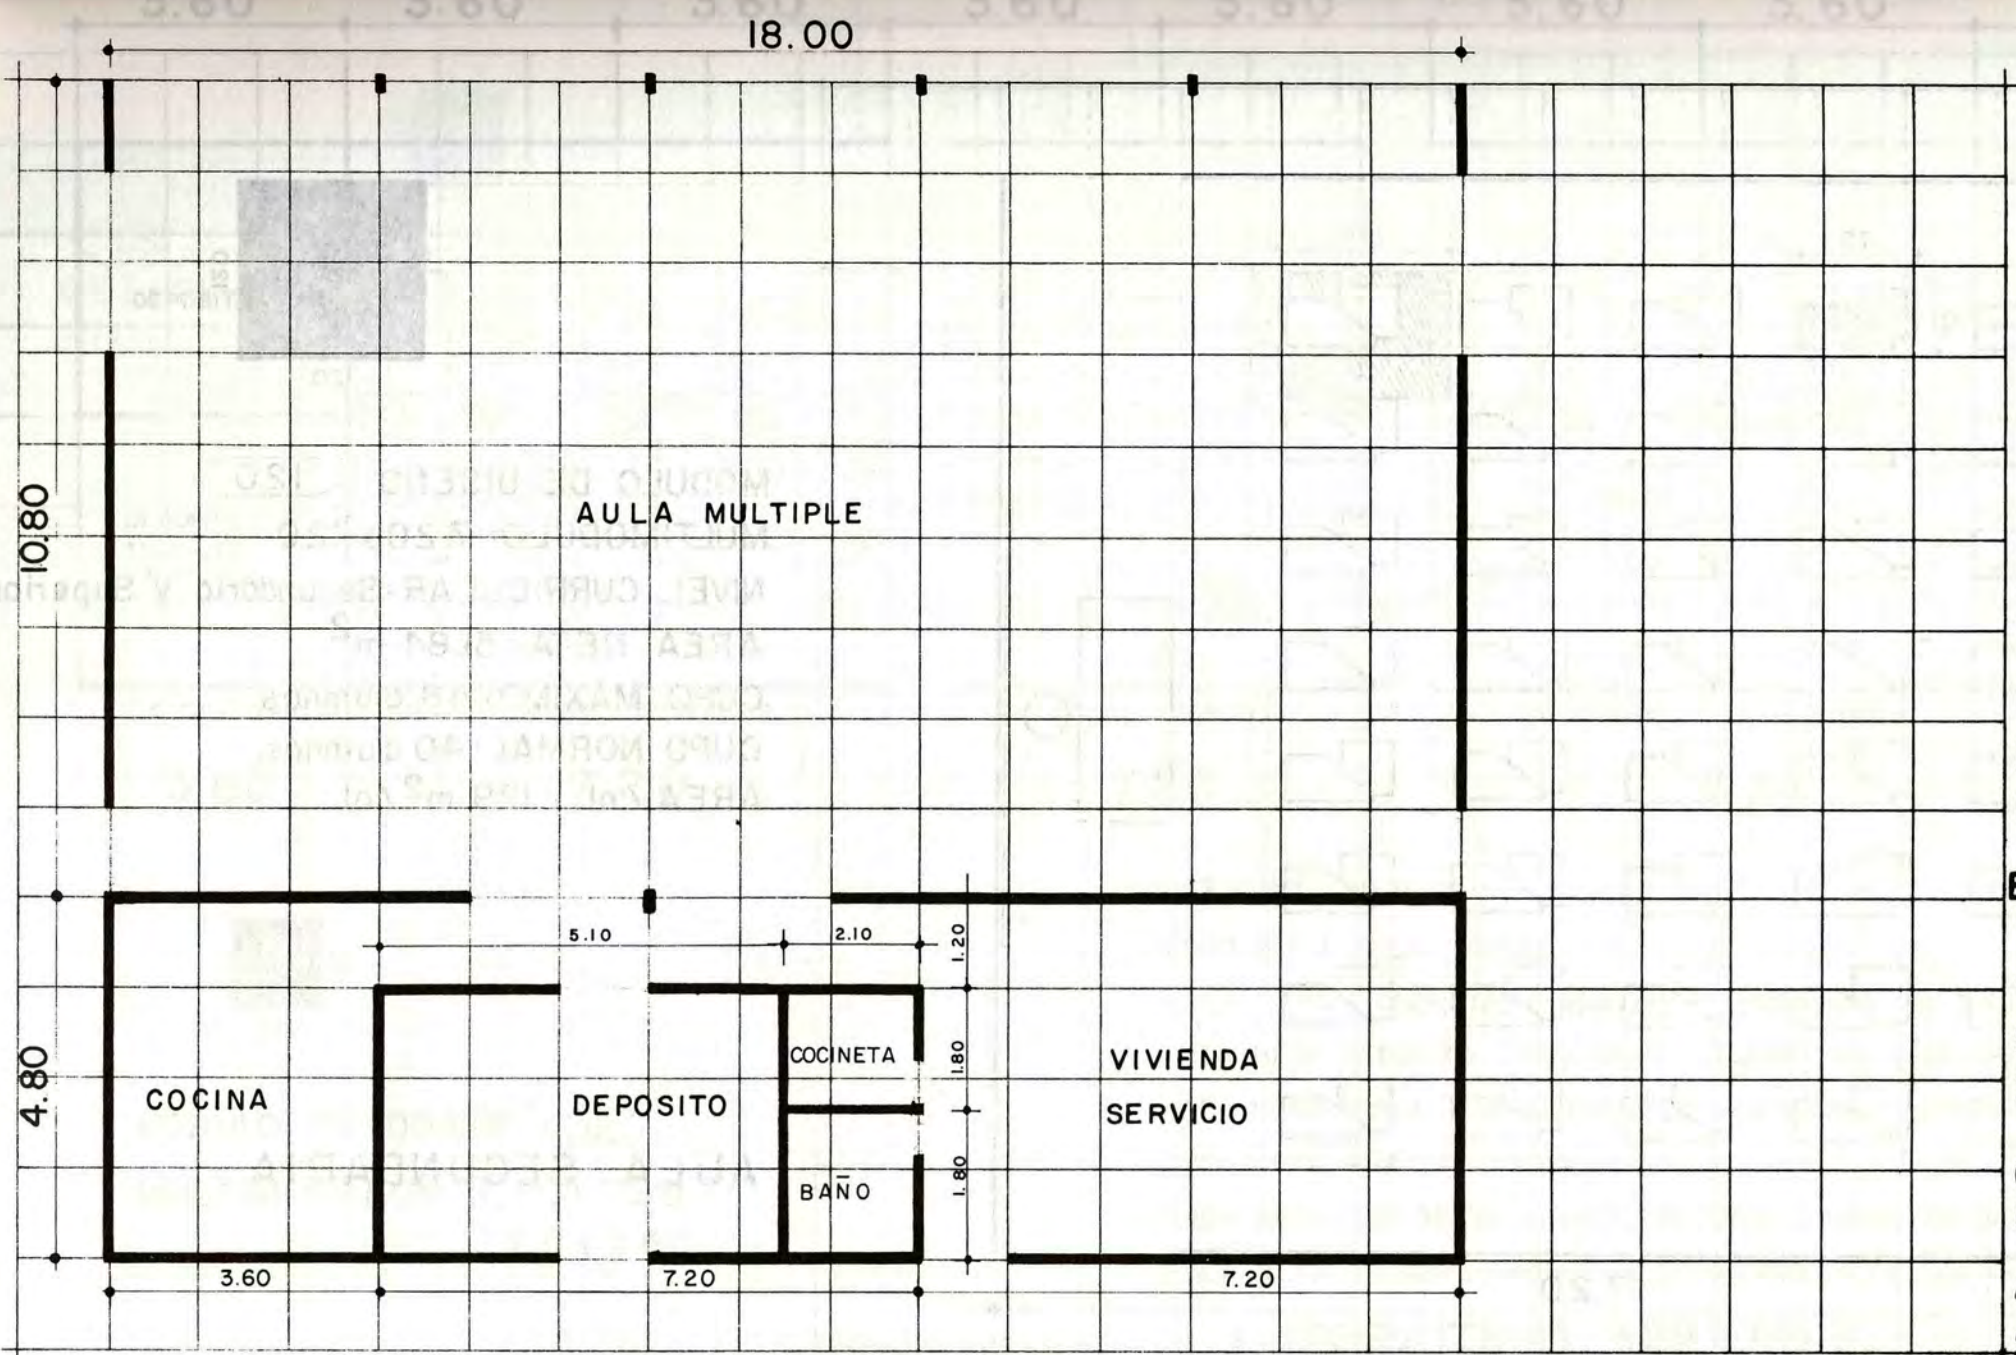 18.00
10.80
AULA MULTIPLE
4.80
5.10
2.10
1.20
COCINETA
1.80
VIVIENDA
SERVICIO
COCINA
DEPOSITO
BAÑO
1.80
3.60
7.20
7.20